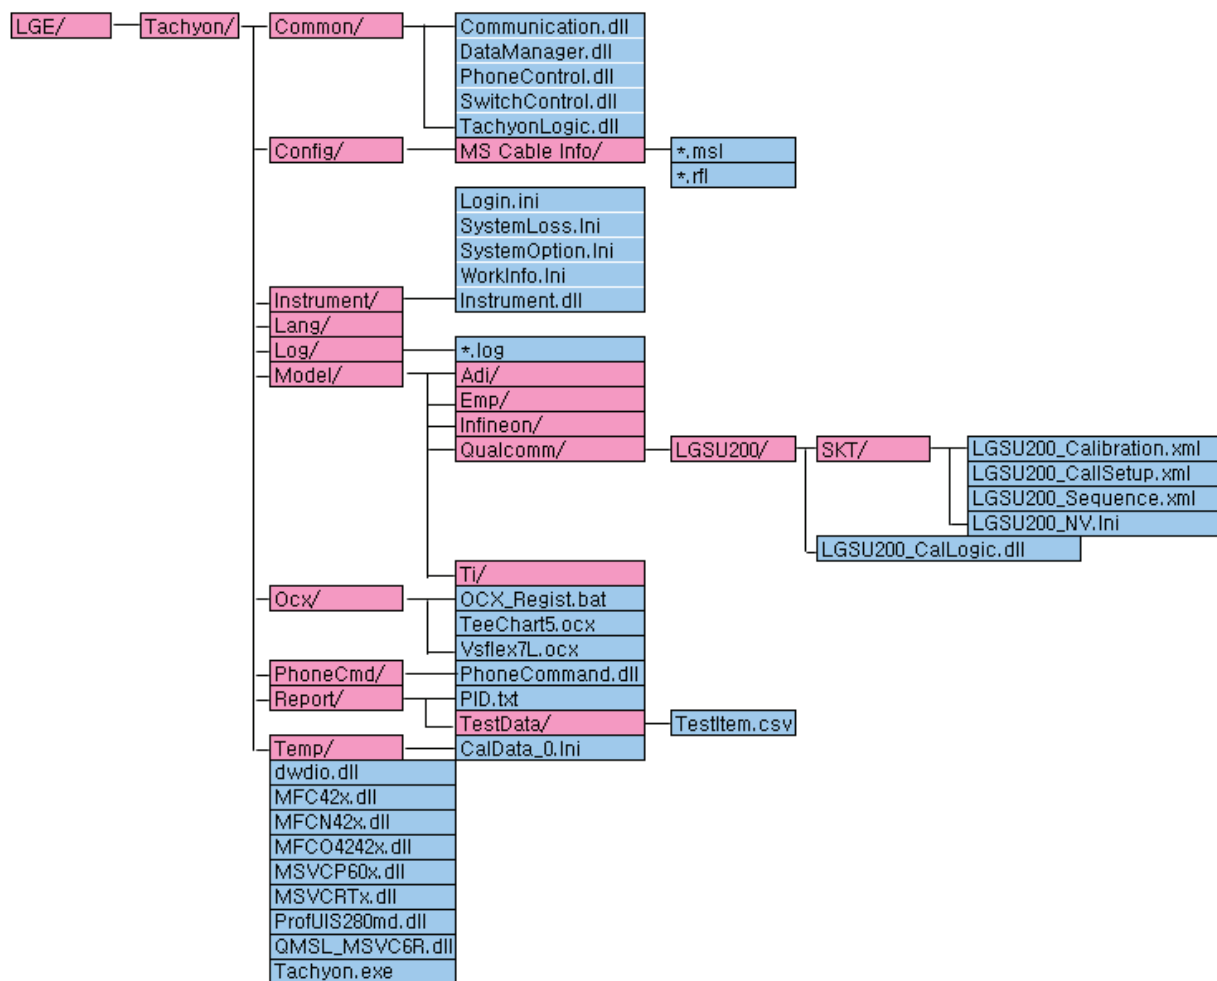 LGE/ Tachyon/ Common/ Communication.dll
DataManager.dll
PhoneControl.dll
SwitchControl.dll
TachyonLogic.dll
Config/ MS Cable Info/ *.msl
*.rfl
Login.ini
SystemLoss.Ini
SystemOption.Ini
WorkInfo.Ini
Instrument/ Instrument.dll
Lang/
Log/ *.log
Model/ Adi/
Emp/
Infineon/
Qualcomm/ LGSU200/ SKT/ LGSU200_Calibration.xml
LGSU200_CallSetup.xml
LGSU200_Sequence.xml
LGSU200_NV.Ini
LGSU200_CalLogic.dll
Ti/
Ocx/ OCX_Regist.bat
TeeChart5.ocx
Vsflex7L.ocx
PhoneCmd/ PhoneCommand.dll
Report/ PID.txt
TestData/ TestItem.csv
Temp/ CalData_0.Ini
dwdio.dll
MFC42x.dll
MFCN42x.dll
MFCO4242x.dll
MSVCP60x.dll
MSVCRTx.dll
ProfUIS280md.dll
QMSL_MSVC6R.dll
Tachyon.exe